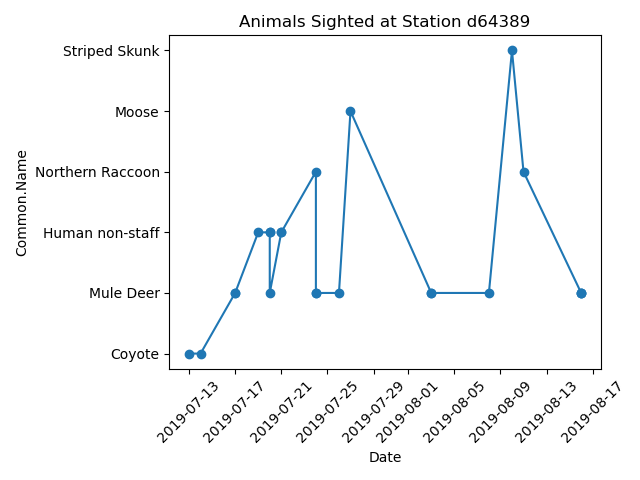 Animals Sighted at Station d64389
Striped Skunk
Moose
Northern Raccoon
Human non-staff
Mule Deer
Coyote
Common.Name
2019-07-13
2019-07-17
2019-07-21
2019-07-25
2019-07-29
2019-08-01
2019-08-05
2019-08-09
2019-08-13
2019-08-17
Date